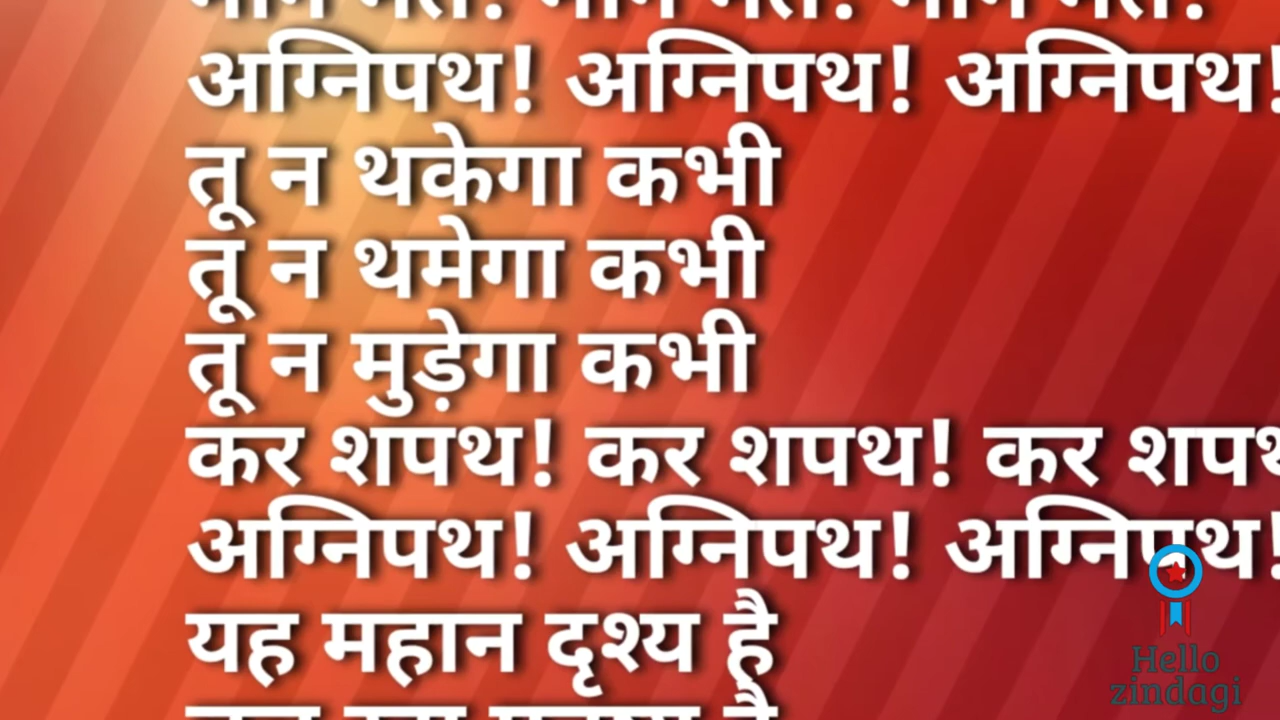 अग्निपथ! अग्निपथ! अग्निपथ!
तू न थकेगा कभी
तू न थमेगा कभी
तू न मुड़ेगा कभी
कर शपथ! कर शपथ! कर शपथ
अग्निपथ! अग्निपथ! अग्निपथ!
यह महान दृश्य है
Hello
zindagi